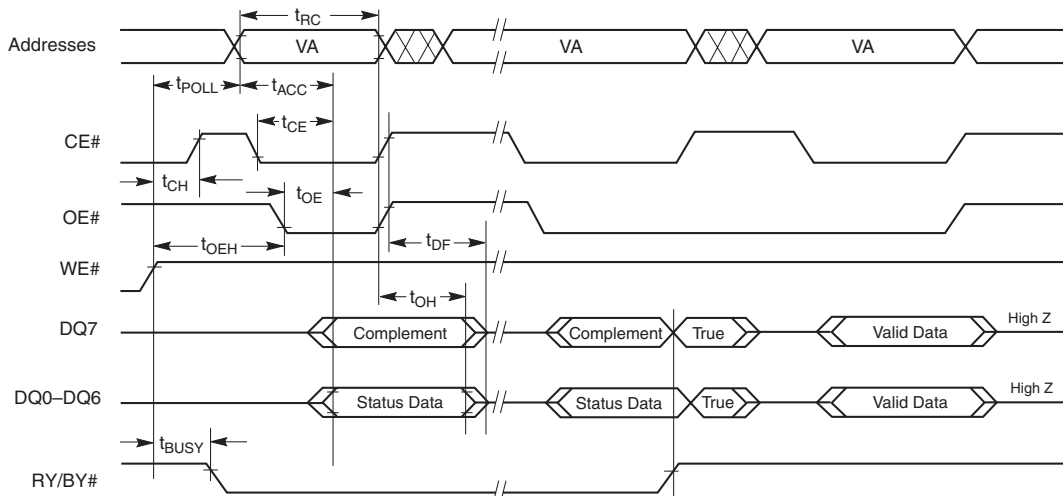 tRC
Addresses VA VA VA
tPOLL tACC
tCE
CE#
tCH
tOE
OE#
tOEH tDF
WE#
tOH
DQ7 Complement Complement True Valid Data High Z
DQ0–DQ6 Status Data Status Data True Valid Data High Z
tBUSY
RY/BY#